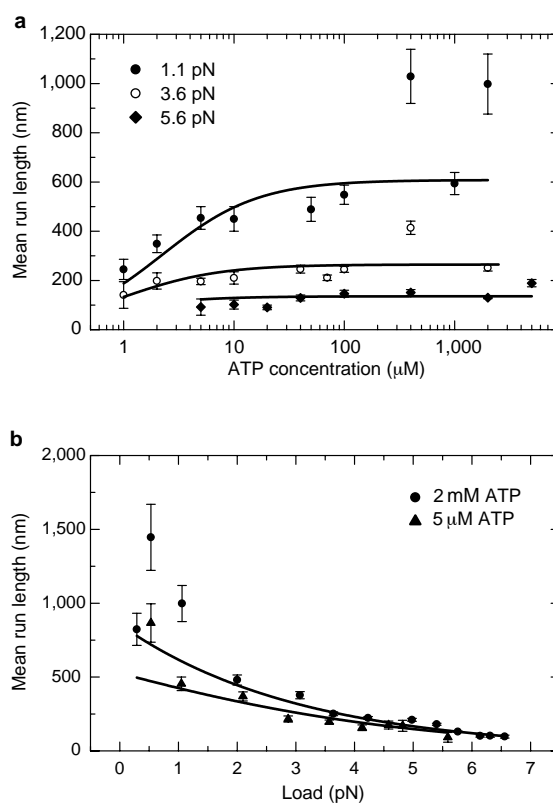 a
1,200
1,000
800
600
400
200
0
Mean run length (nm)
1.1 pN
3.6 pN
5.6 pN
1
10
100
1,000
ATP concentration (μM)
b
2,000
1,500
1,000
500
0
Mean run length (nm)
2 mM ATP
5 μM ATP
0
1
2
3
4
5
6
7
Load (pN)